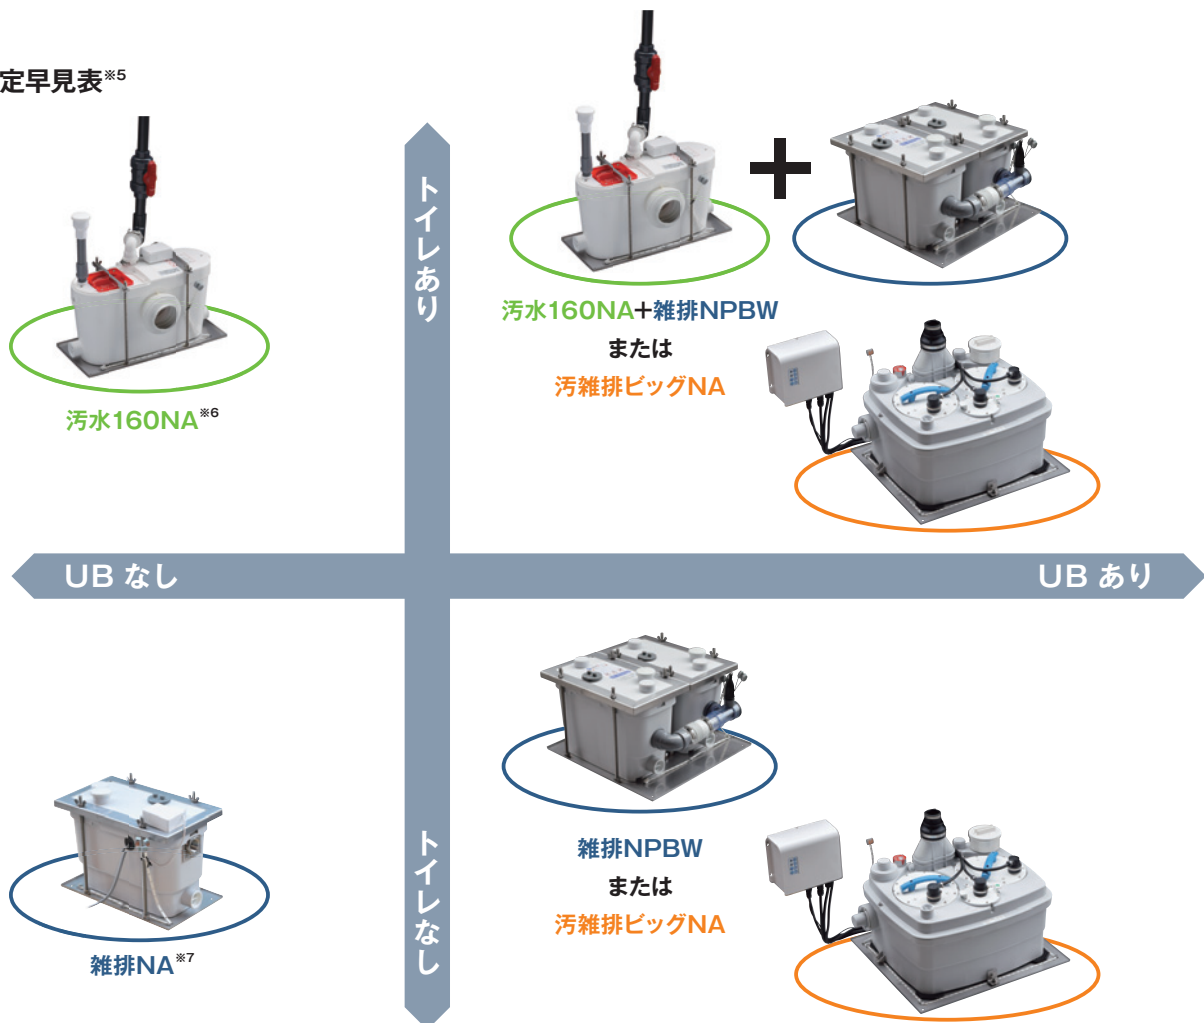 定早見表※5
トイレあり
汚水160NA※6
汚水160NA+雑排NPBW
または
汚雑排ビッグNA
UB なし
UB あり
トイレなし
雑排NA※7
雑排NPBW
または
汚雑排ビッグNA